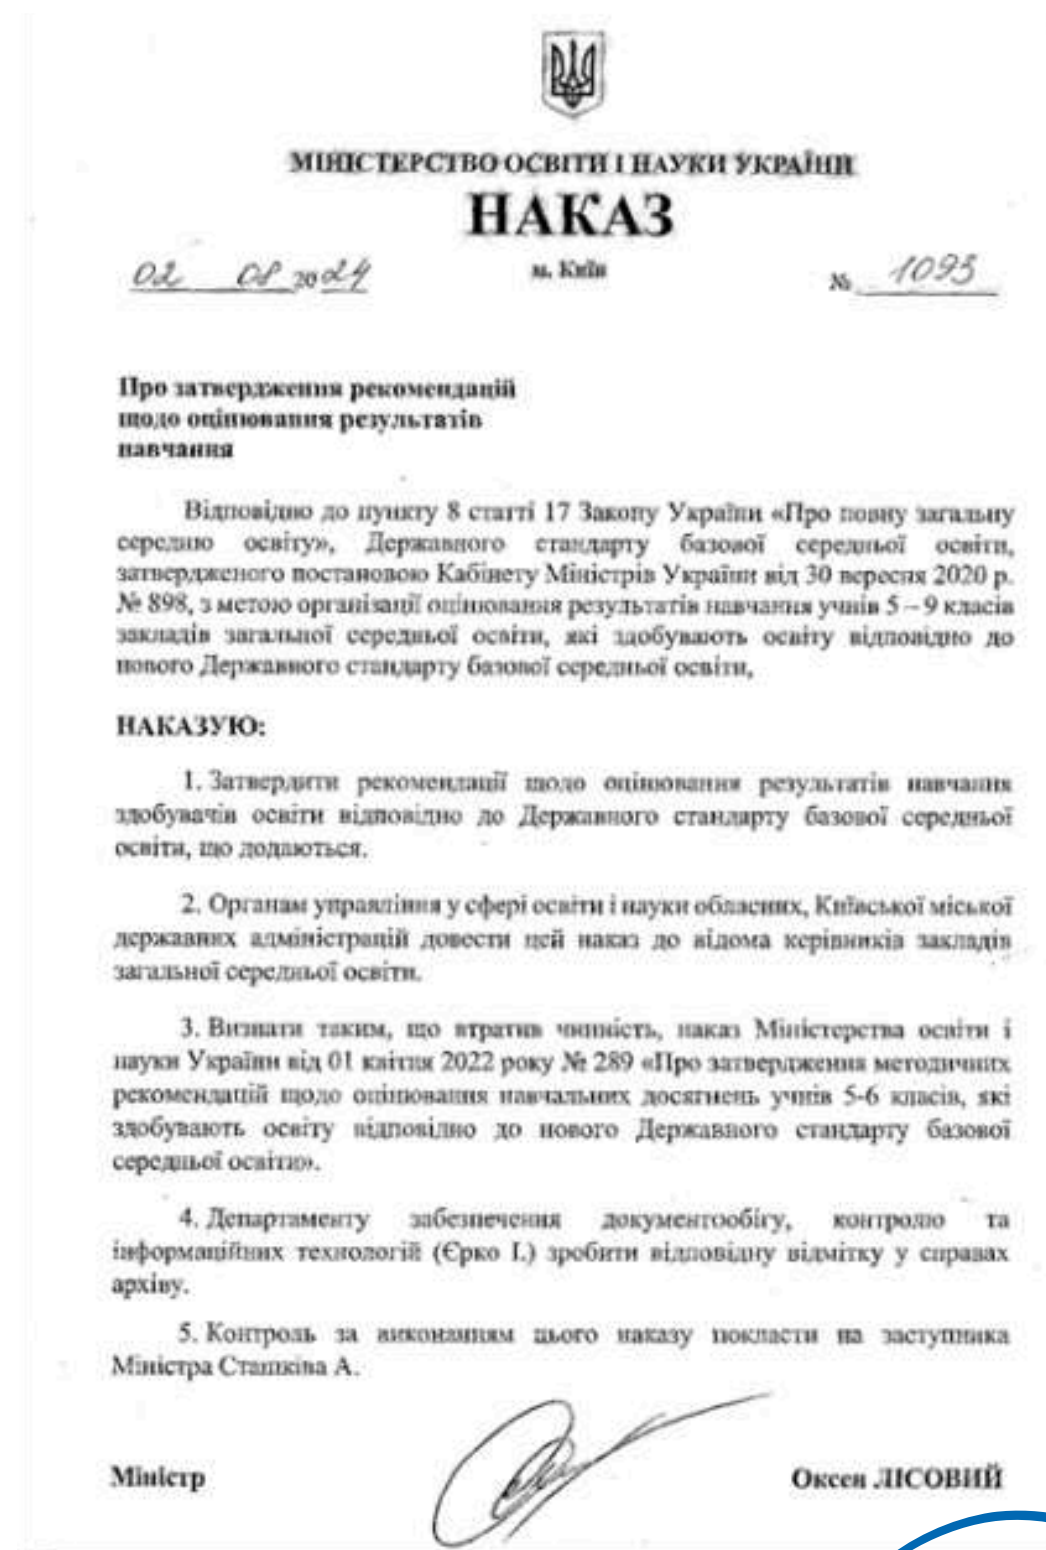 МІНІСТЕРСТВО ОСВІТИ І НАУКИ УКРАЇНИ
НАКАЗ
02 08 2024 м. Київ № 1093
Про затвердження рекомендацій
щодо оцінювання результатів
навчання
Відповідно до пункту 8 статті 17 Закону України «Про повну загальну
середню освіту», Державного стандарту базової середньої освіти,
затвердженого постановою Кабінету Міністрів України від 30 вересня 2020 р.
№ 898, з метою організації оцінювання результатів навчання учнів 5 – 9 класів
закладів загальної середньої освіти, які здобувають освіту відповідно до
нового Державного стандарту базової середньої освіти,
НАКАЗУЮ:
1. Затвердити рекомендації щодо оцінювання результатів навчання
здобувачів освіти відповідно до Державного стандарту базової середньої
освіти, що додаються.
2. Органам управління у сфері освіти і науки обласних, Київської міської
державних адміністрацій довести цей наказ до відома керівників закладів
загальної середньої освіти.
3. Визнати таким, що втратив чинність, наказ Міністерства освіти і
науки України від 01 квітня 2022 року № 289 «Про затвердження методичних
рекомендацій щодо оцінювання навчальних досягнень учнів 5-6 класів, які
здобувають освіту відповідно до нового Державного стандарту базової
середньої освіти».
4. Департаменту забезпечення документообігу, контролю та
інформаційних технологій (Єрко І.) зробити відповідну відмітку у справах
архіву.
5. Контроль за виконанням цього наказу покласти на заступника
Міністра Сташківа А.
Міністр Оксен ЛІСОВИЙ